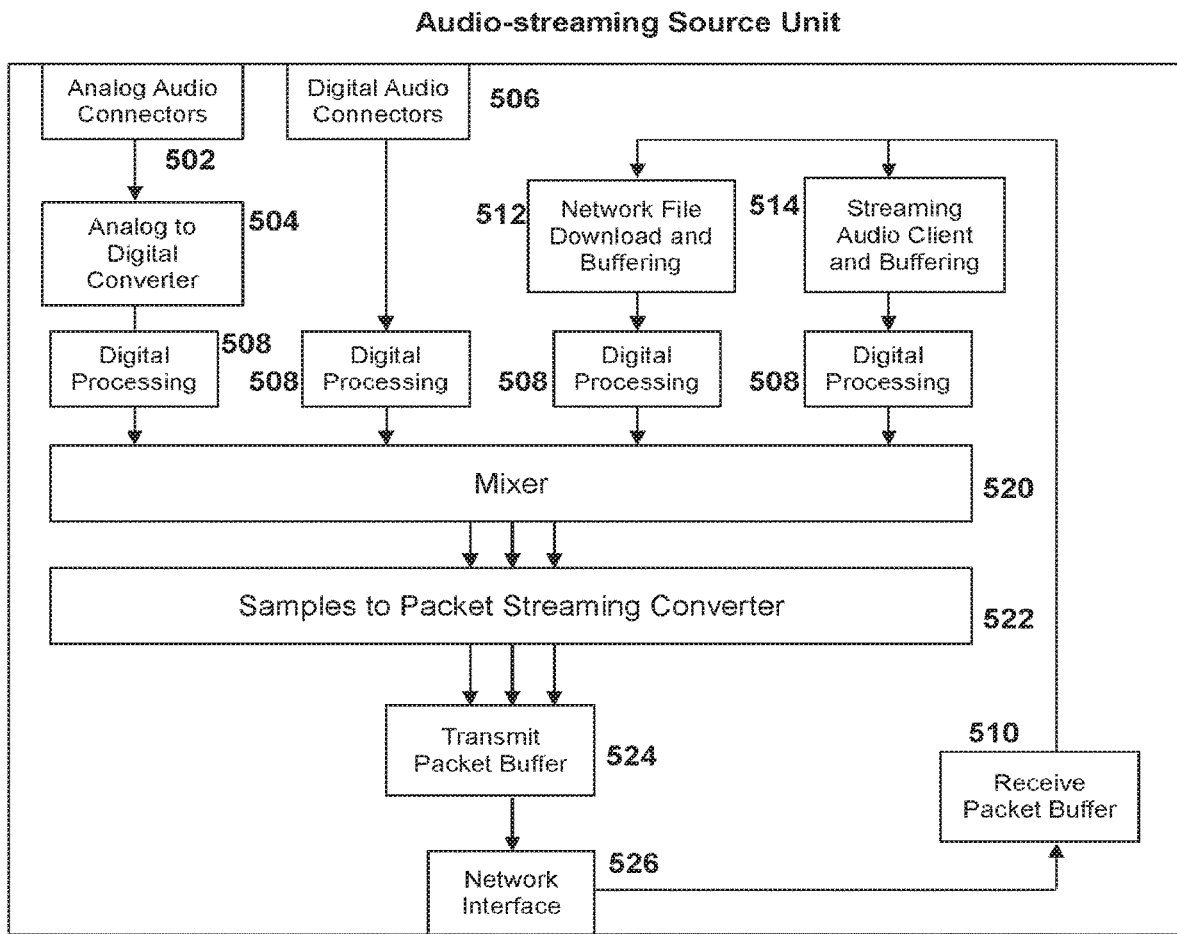 Audio-streaming Source Unit
Analog Audio
Connectors
Digital Audio
Connectors
506
502
Analog to
Digital
Converter
504
512
Network File
Download and
Buffering
514
Streaming
Audio Client
and Buffering
Digital
Processing
508
508
Digital
Processing
508
Digital
Processing
508
Digital
Processing
Mixer
520
Samples to Packet Streaming Converter
522
Transmit
Packet Buffer
524
510
Receive
Packet Buffer
Network
Interface
526